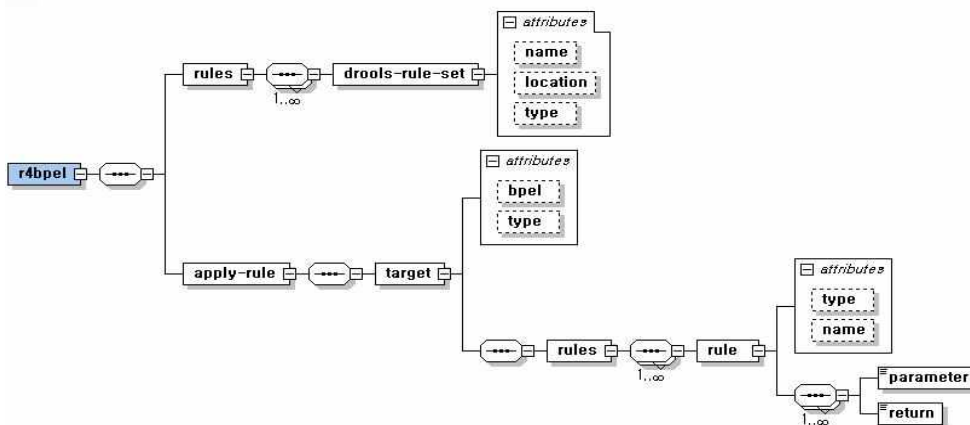 attributes
name
location
type
rules
drools-rule-set
1..∞
r4bpel
attributes
bpel
type
apply-rule
target
attributes
type
name
rules
rule
1..∞
parameter
return
1..∞